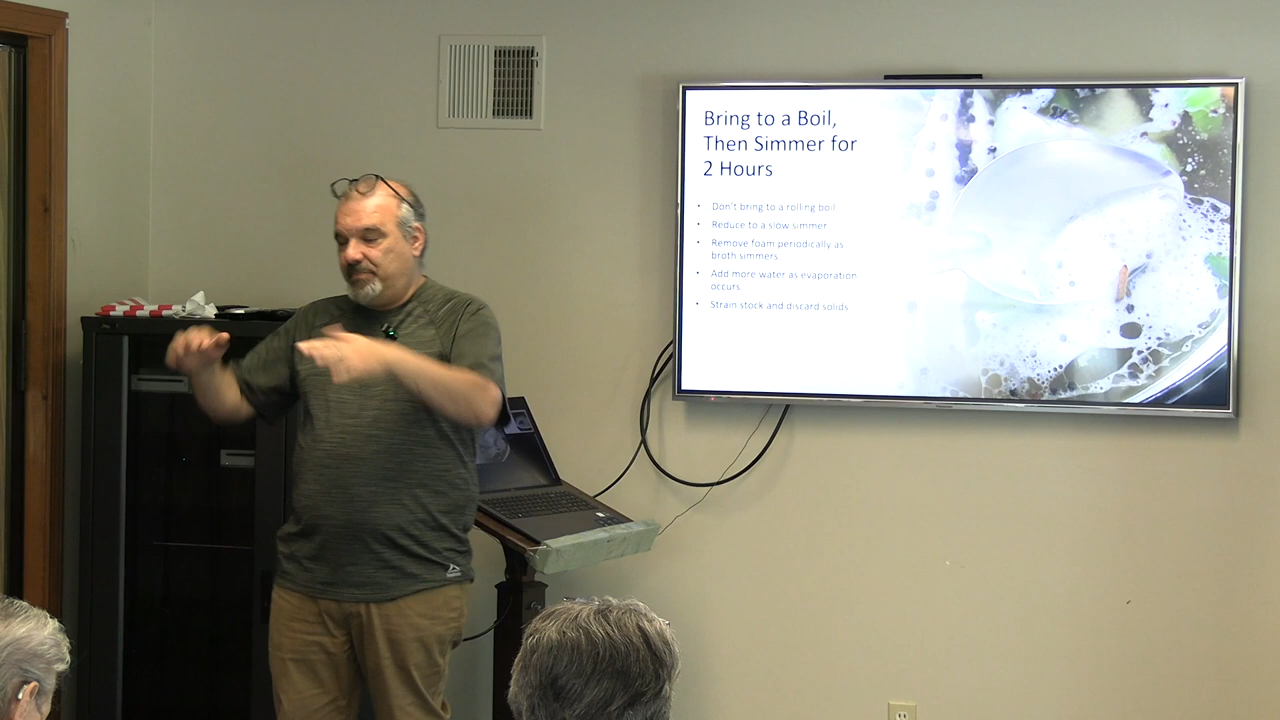 Bring to a Boil,
Then Simmer for
2 Hours
• Don't bring to a rolling boil
• Reduce to a slow simmer
• Remove foam periodically as
broth simmers
• Add more water as evaporation
occurs.
• Strain stock and discard solids